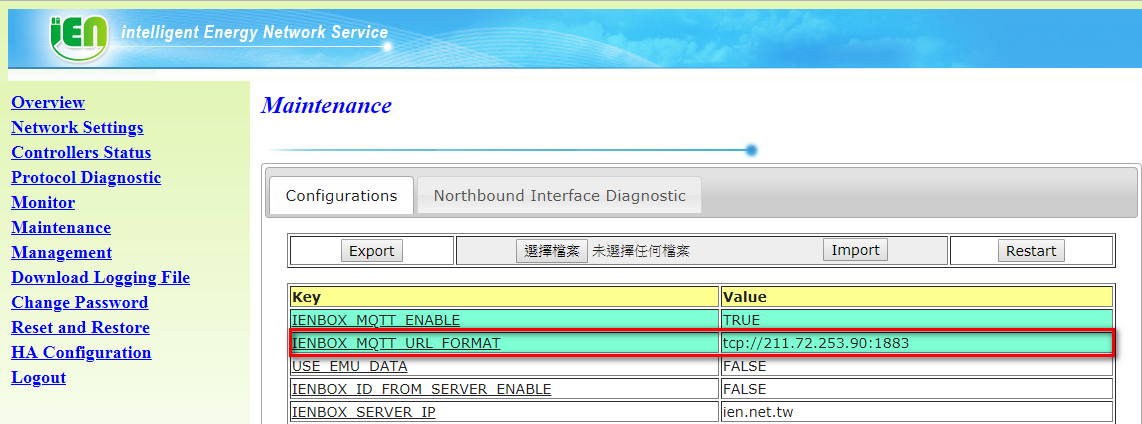 iEN intelligent Energy Network Service
Overview
Network Settings
Controllers Status
Protocol Diagnostic
Monitor
Maintenance
Management
Download Logging File
Change Password
Reset and Restore
HA Configuration
Logout
Maintenance
Configurations Northbound Interface Diagnostic
Export 選擇檔案 未選擇任何檔案 Import Restart
Key Value
IENBOX_MQTT_ENABLE TRUE
IENBOX_MQTT_URL_FORMAT tcp://211.72.253.90:1883
USE_EMU_DATA FALSE
IENBOX_ID_FROM_SERVER_ENABLE FALSE
IENBOX_SERVER_IP ien.net.tw